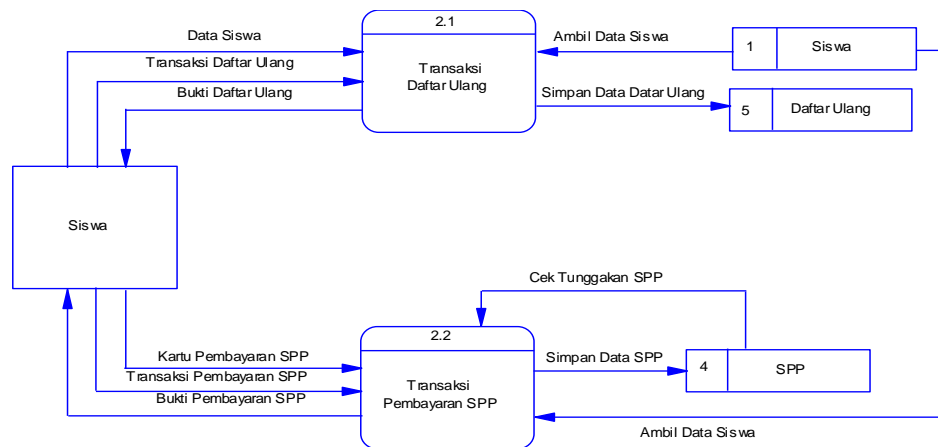 2.1
Data Siswa
Ambil Data Siswa
1 Siswa
Transaksi Daftar Ulang
Transaksi
Daftar Ulang
Bukti Daftar Ulang
Simpan Data Datar Ulang
5 Daftar Ulang
Siswa
Cek Tunggakan SPP
2.2
Kartu Pembayaran SPP
Simpan Data SPP
4 SPP
Transaksi Pembayaran SPP
Transaksi
Pembayaran SPP
Bukti Pembayaran SPP
Ambil Data Siswa